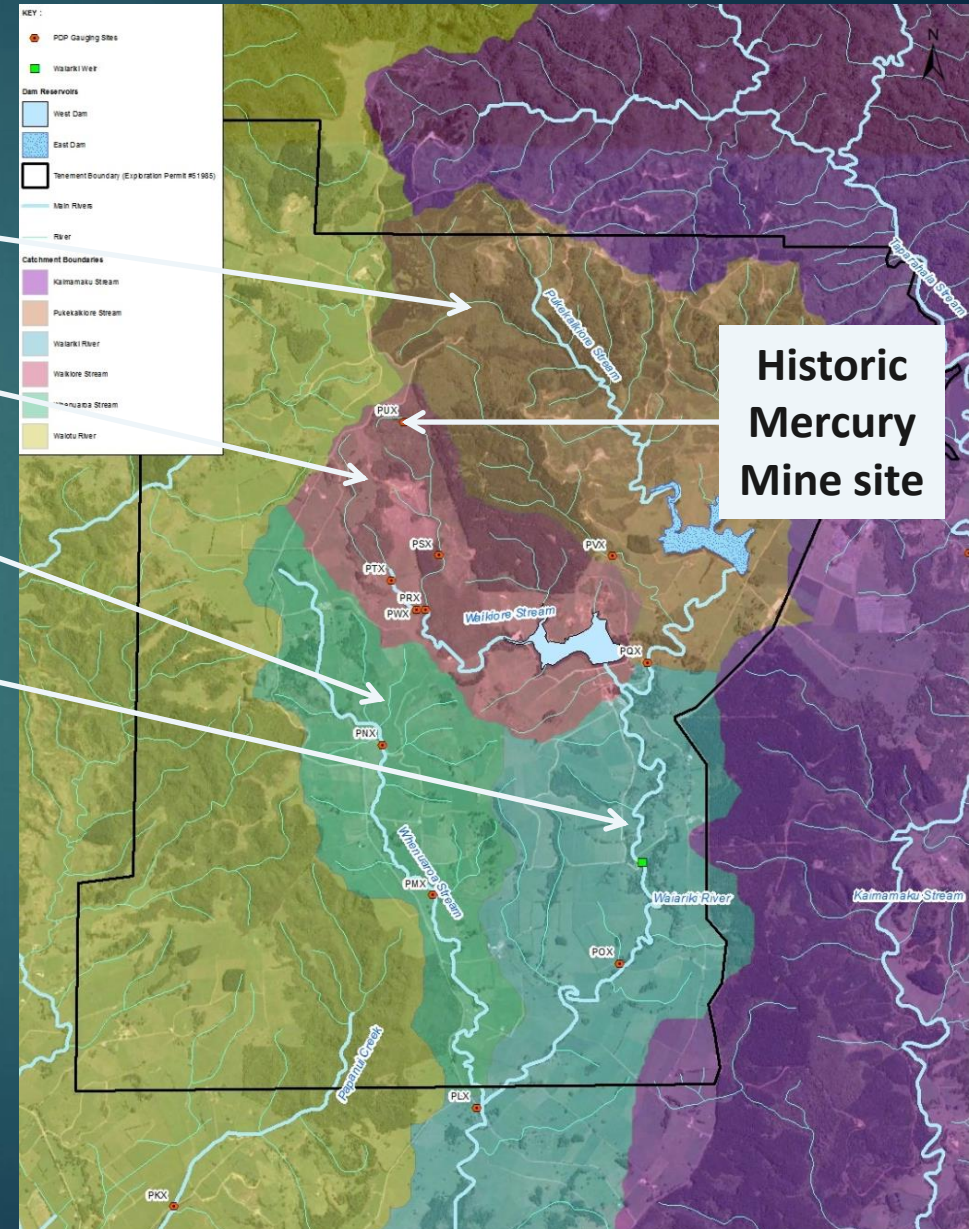 KEY :
PDP Gauging Sites
Waiariki Weir
Dam Reservoirs
West Dam
East Dam
Tenement Boundary (Exploration Permit #51985)
Main Rivers
River
Catchment Boundaries
Kaimamaku Stream
Pukekaikiore Stream
Waiariki River
Waikiore Stream
Whenuaroa Stream
Waiotu River
N
Taparahaia Stream
Pukekaikiore Stream
Historic
Mercury
Mine site
PUX
PSX
PVX
PTX
PRX
PWX
Waikiore Stream
PQX
PNX
Whenuaroa Stream
PMX
Waiariki River
Kaimamaku Stream
POX
Papanui Creek
PLX
PKX